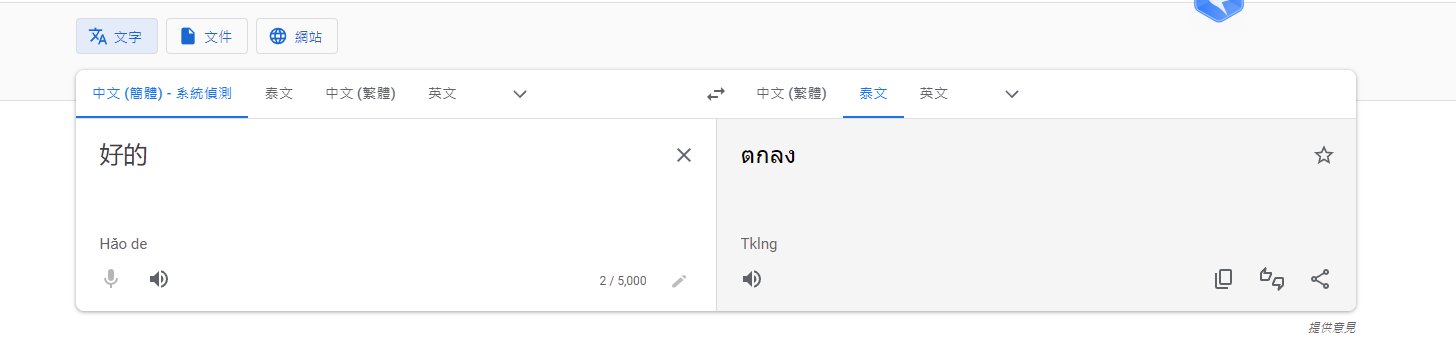 文字 文件 網站
中文 (簡體) - 系統偵測 泰文 中文 (繁體) 英文 中文 (繁體) 泰文 英文
好的 ตกลง
Hǎo de Tklng
2 / 5,000
提供意見